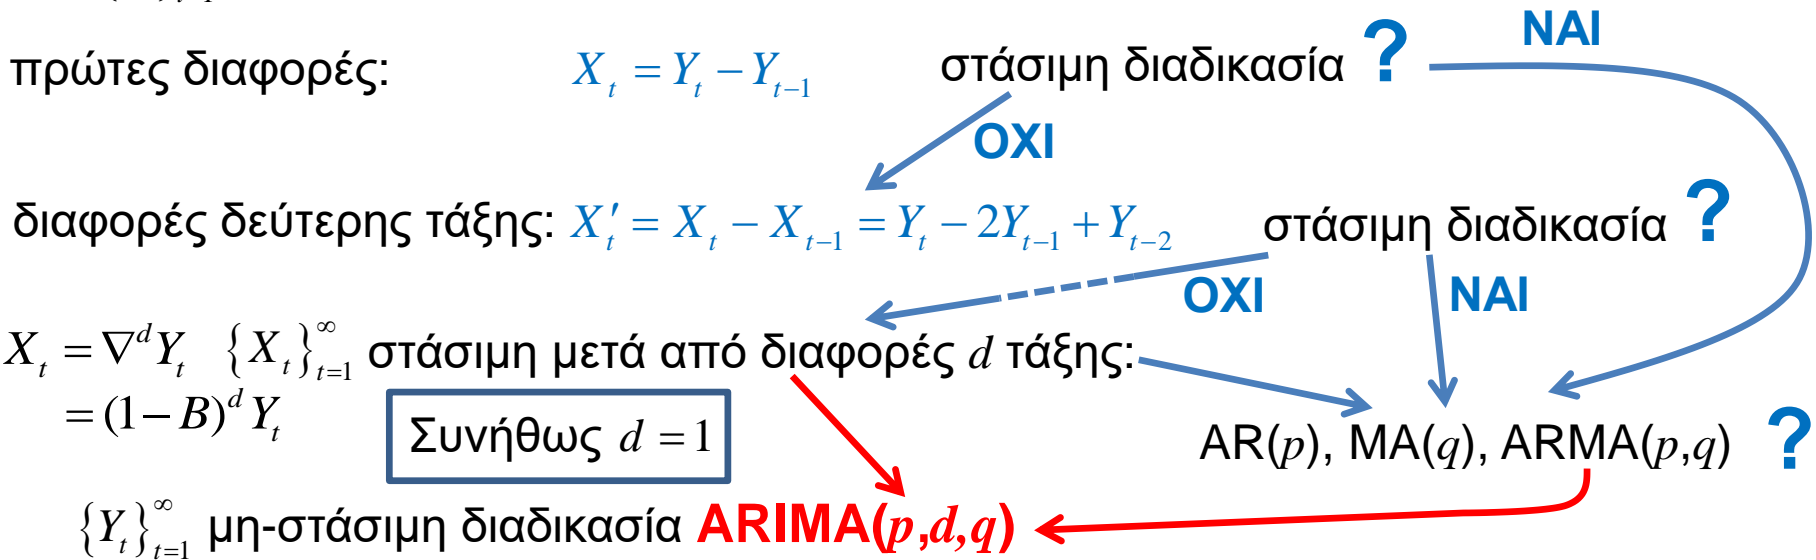 πρώτες διαφορές: X_t = Y_t − Y_{t−1} στάσιμη διαδικασία ? ΝΑΙ
ΟΧΙ
διαφορές δεύτερης τάξης: X′_t = X_t − X_{t−1} = Y_t − 2Y_{t−1} + Y_{t−2} στάσιμη διαδικασία ?
ΟΧΙ ΝΑΙ
X_t = ∇^d Y_t {X_t}_{t=1}^∞ στάσιμη μετά από διαφορές d τάξης:
= (1−B)^d Y_t
Συνήθως d = 1
AR(p), MA(q), ARMA(p,q) ?
{Y_t}_{t=1}^∞ μη-στάσιμη διαδικασία ARIMA(p,d,q)